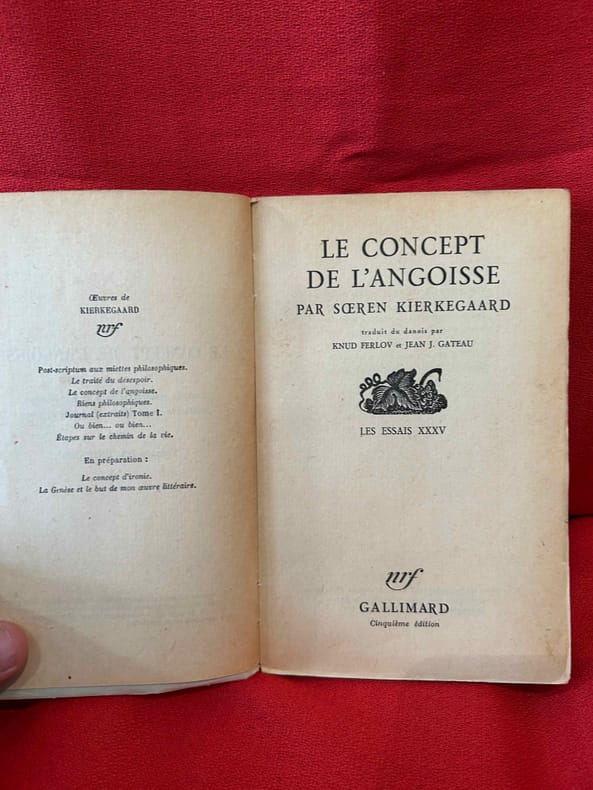 Œuvres de
KIERKEGAARD
nrf
Post-scriptum aux miettes philosophiques.
Le traité du désespoir.
Le concept de l'angoisse.
Riens philosophiques.
Journal (extraits) Tome I.
Ou bien... ou bien...
Étapes sur le chemin de la vie.
En préparation :
Le concept d'ironie.
La Genèse et le but de mon œuvre littéraire.
LE CONCEPT
DE L'ANGOISSE
PAR SŒREN KIERKEGAARD
traduit du danois par
KNUD FERLOV et JEAN J. GATEAU
LES ESSAIS XXXV
nrf
GALLIMARD
Cinquième édition